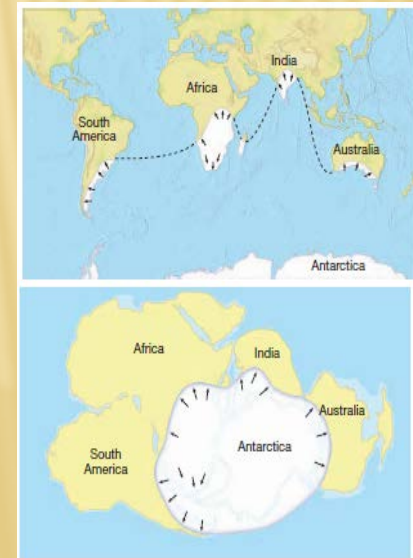 India
Africa
South
America
Australia
Antarctica
Africa
India
Australia
South
America
Antarctica